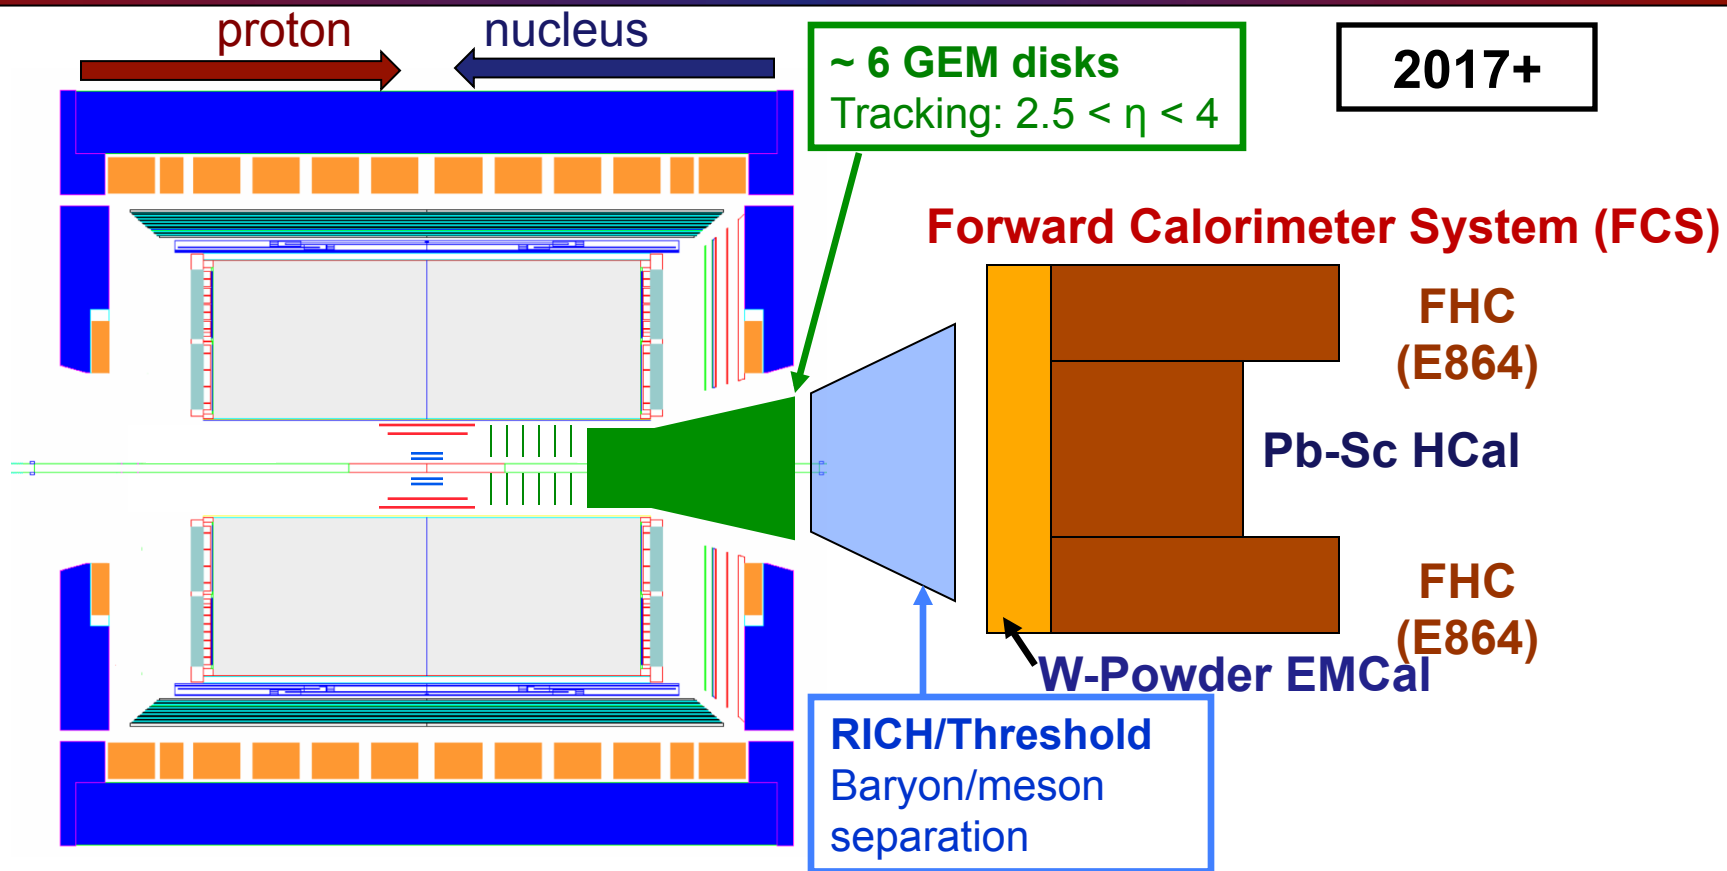 proton
nucleus
~ 6 GEM disks
Tracking: 2.5 < η < 4
2017+
Forward Calorimeter System (FCS)
FHC
(E864)
Pb-Sc HCal
FHC
(E864)
W-Powder EMCal
RICH/Threshold
Baryon/meson
separation